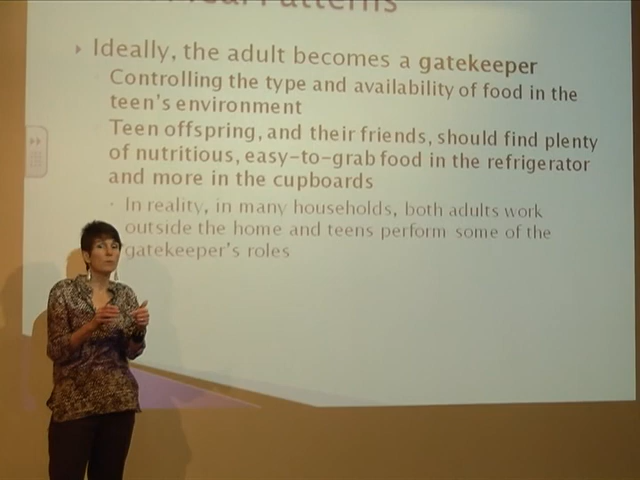 Patterns
Ideally, the adult becomes a gatekeeper
Controlling the type and availability of food in the
teen's environment
Teen offspring, and their friends, should find plenty
of nutritious, easy-to-grab food in the refrigerator
and more in the cupboards
In reality, in many households, both adults work
outside the home and teens perform some of the
gatekeeper's roles